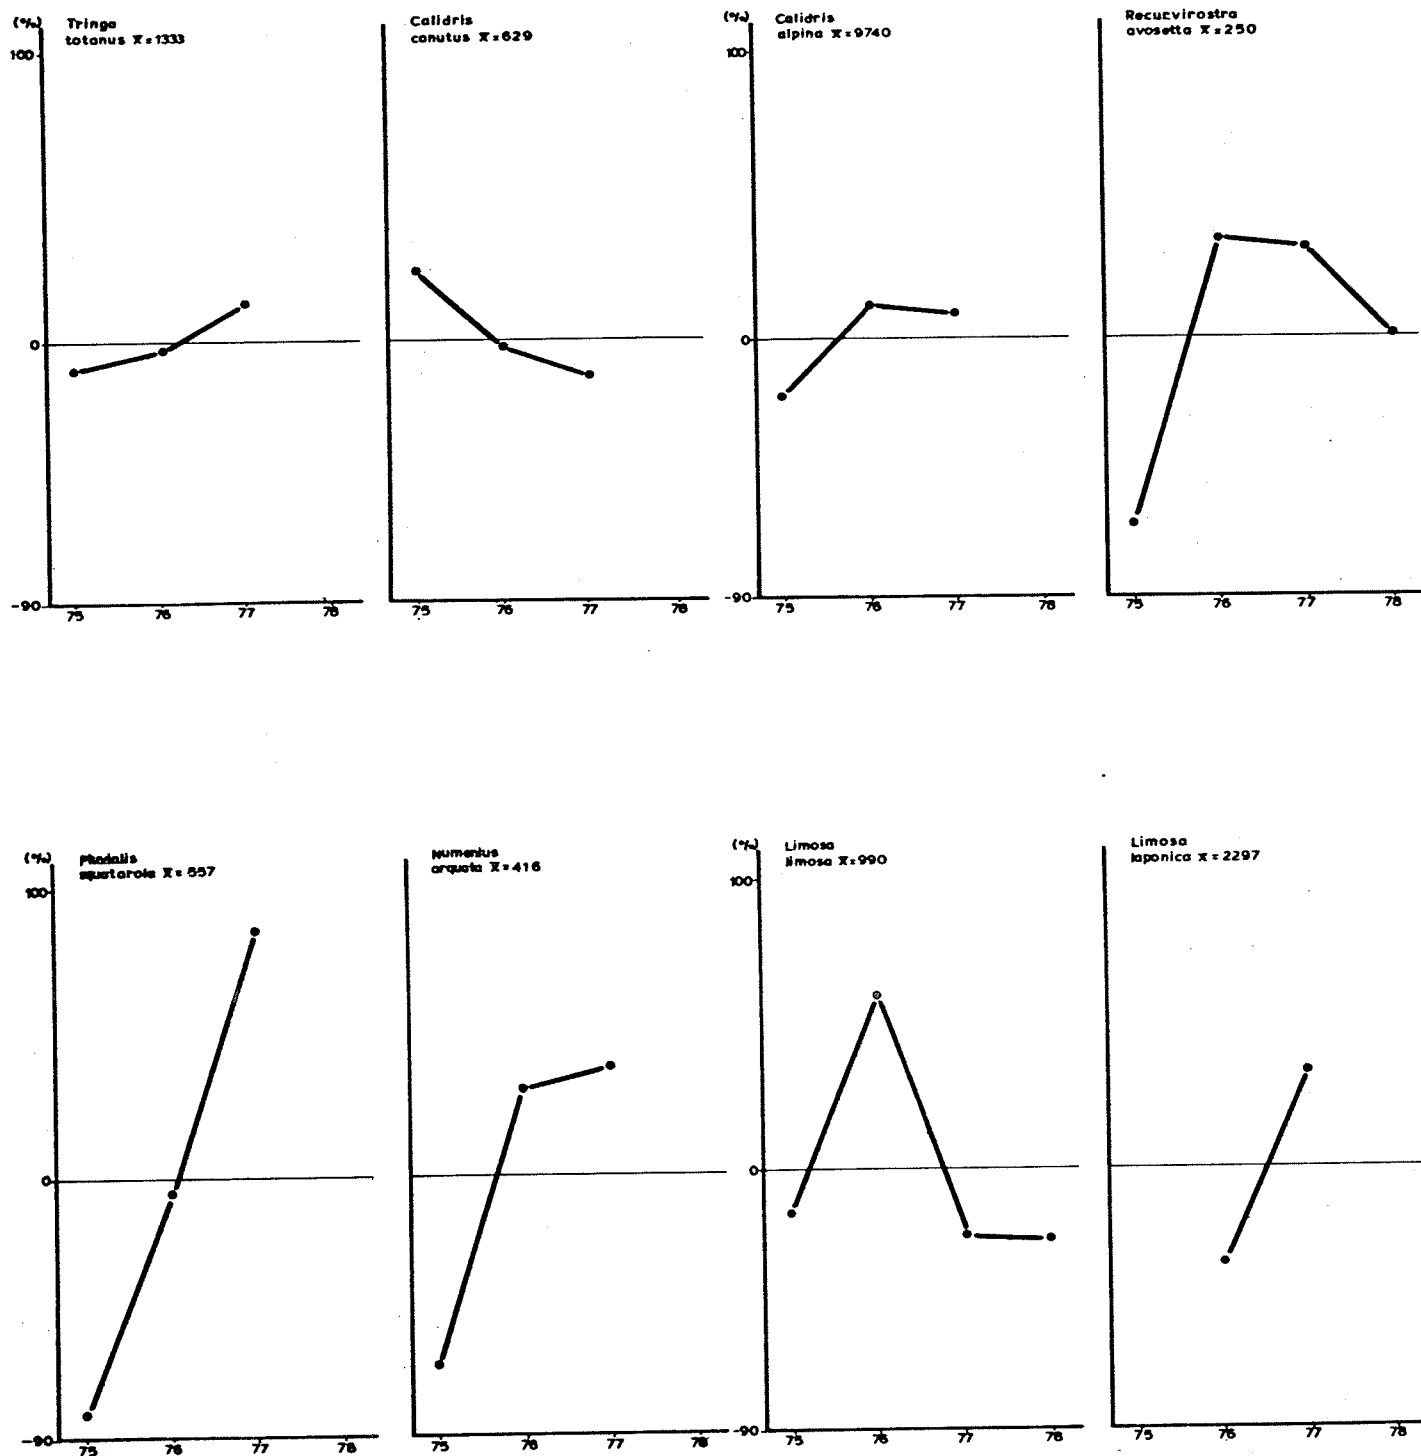 (%)
Tringa
totanus x̄=1333
100
0
-90
75 76 77 78
Calidris
canutus x̄=629
75 76 77 78
(%)
Calidris
alpina x̄=9740
100
0
-90
75 76 77 78
Recurvirostra
avosetta x̄=250
75 76 77 78
(%)
squatarola x̄=557
100
0
-90
75 76 77 78
Numenius
arquata x̄=416
75 76 77 78
(%)
Limosa
limosa x̄=990
100
0
-90
75 76 77 78
Limosa
laponica x̄=2297
75 76 77 78